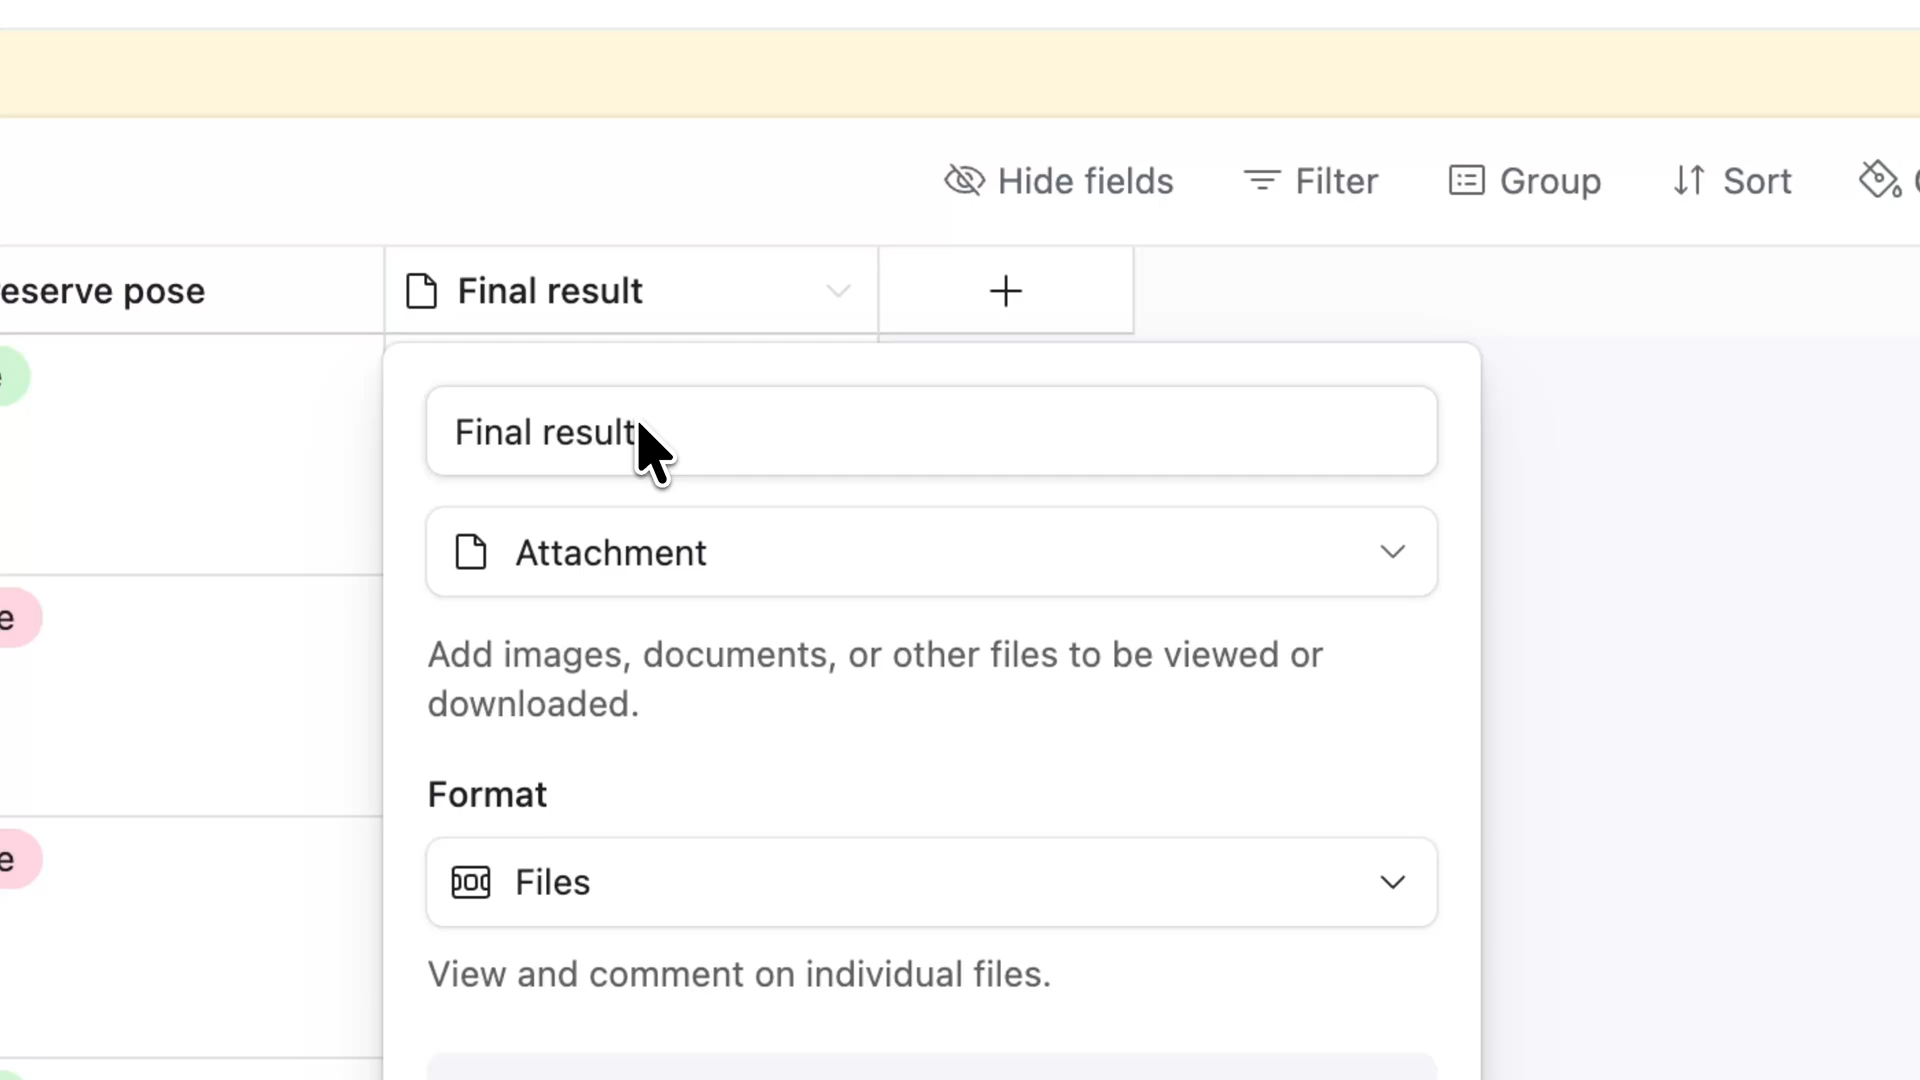 Hide fields Filter Group Sort
eserve pose Final result
Final result
e
Attachment
e
Add images, documents, or other files to be viewed or
downloaded.
Format
e
Files
View and comment on individual files.